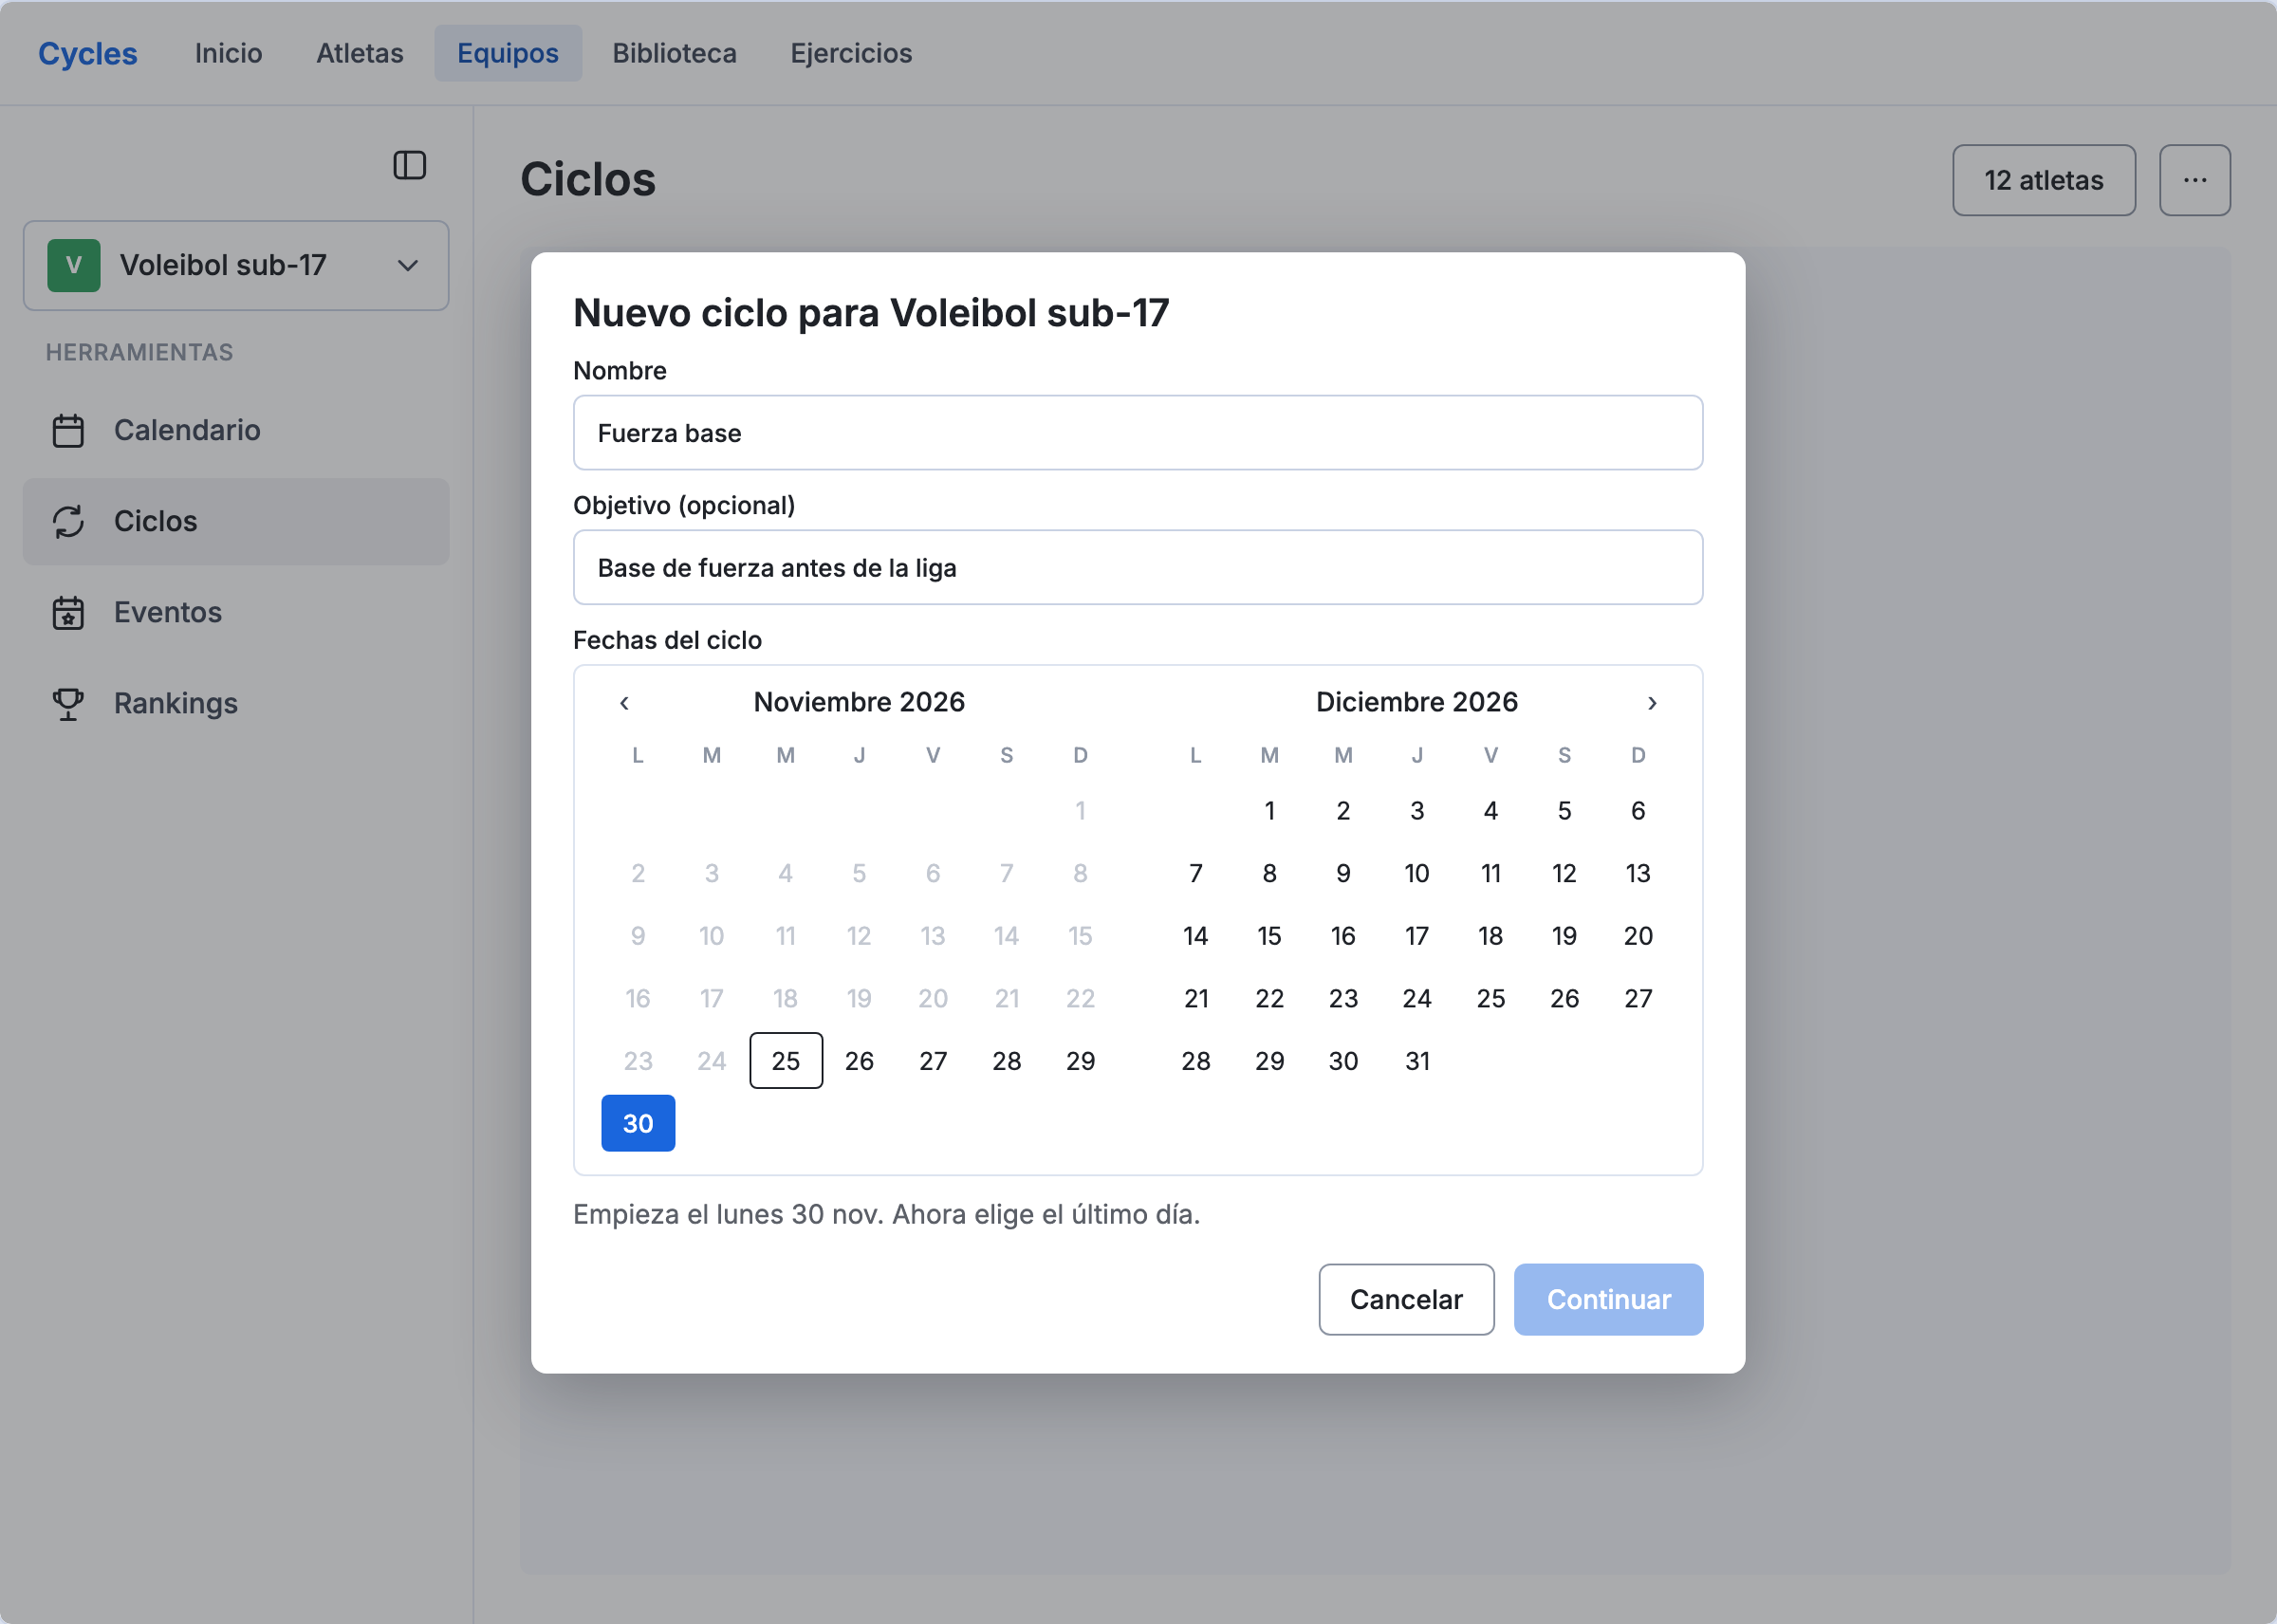 Cycles Inicio Atletas Equipos Biblioteca Ejercicios
Ciclos
12 atletas
...
V Voleibol sub-17
HERRAMIENTAS
Calendario
Ciclos
Eventos
Rankings
Nuevo ciclo para Voleibol sub-17
Nombre
Fuerza base
Objetivo (opcional)
Base de fuerza antes de la liga
Fechas del ciclo
‹ Noviembre 2026
L M M J V S D
1
2 3 4 5 6 7 8
9 10 11 12 13 14 15
16 17 18 19 20 21 22
23 24 25 26 27 28 29
30
Diciembre 2026 ›
L M M J V S D
1 2 3 4 5 6
7 8 9 10 11 12 13
14 15 16 17 18 19 20
21 22 23 24 25 26 27
28 29 30 31
Empieza el lunes 30 nov. Ahora elige el último día.
Cancelar
Continuar